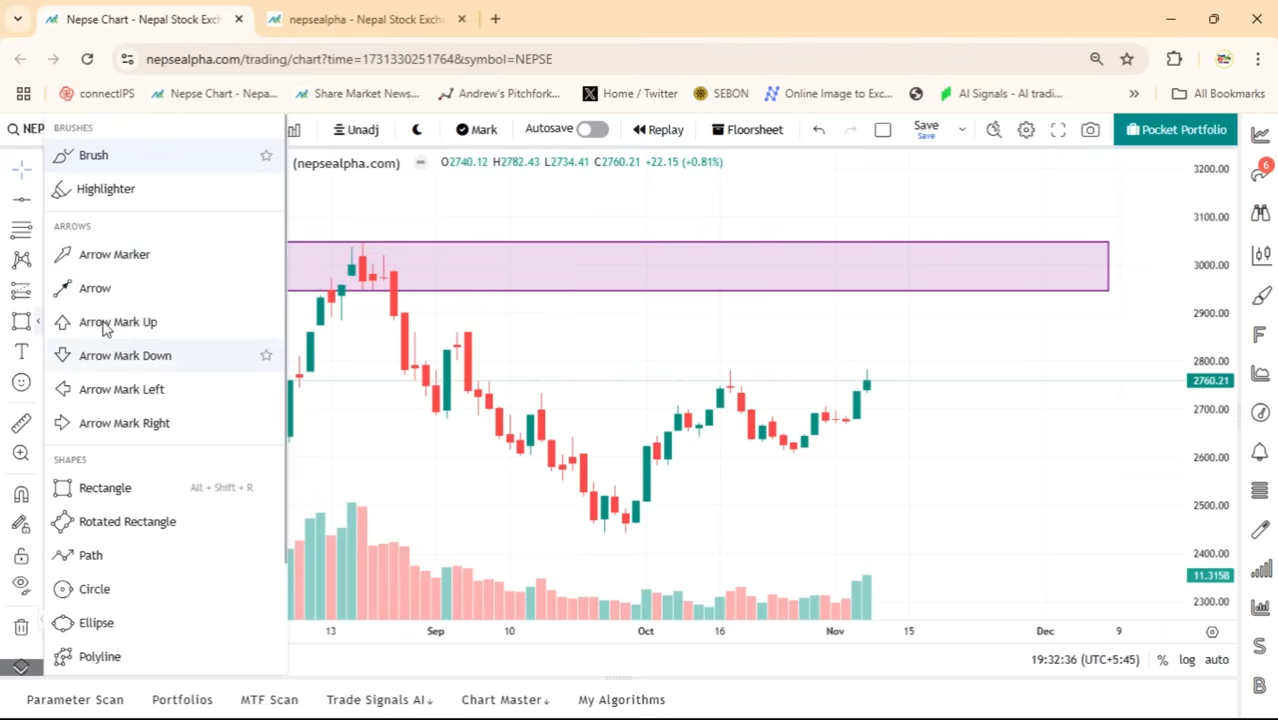 Nepse Chart - Nepal Stock Exch
nepsealpha - Nepal Stock Excha
nepsealpha.com/trading/chart?time=1731330251764&symbol=NEPSE
connectIPS
Nepse Chart - Nepa...
Share Market News...
Andrew's Pitchfork...
Home / Twitter
SEBON
Online Image to Exc...
AI Signals - AI tradi...
All Bookmarks
NEP
Unadj
Mark
Autosave
Replay
Floorsheet
Save
Save
Pocket Portfolio
6
BRUSHES
Brush
Highlighter
ARROWS
Arrow Marker
Arrow
Arrow Mark Up
Arrow Mark Down
Arrow Mark Left
Arrow Mark Right
SHAPES
Rectangle Alt + Shift + R
Rotated Rectangle
Path
Circle
Ellipse
Polyline
(nepsealpha.com) O2740.12 H2782.43 L2734.41 C2760.21 +22.15 (+0.81%)
3200.00
3100.00
3000.00
2900.00
2800.00
2760.21
2700.00
2600.00
2500.00
2400.00
11.315B
2300.00
13 Sep 10 Oct 16 Nov 15 Dec 9
19:32:36 (UTC+5:45) % log auto
Parameter Scan Portfolios MTF Scan Trade Signals AI↓ Chart Master↓ My Algorithms